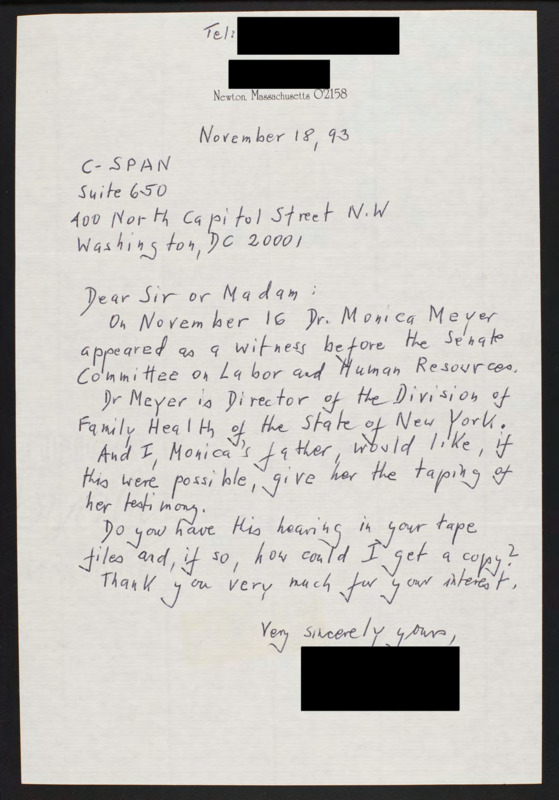 Tel:
Newton, Massachusetts 02158
November 18, 93
C-SPAN
Suite 650
400 North Capitol Street N.W
Washington, DC 20001
Dear Sir or Madam:
On November 16 Dr. Monica Meyer
appeared as a witness before the Senate
Committee on Labor and Human Resources.
Dr Meyer is Director of the Division of
Family Health of the State of New York.
And I, Monica's father, would like, if
this were possible, give her the taping of
her testimony.
Do you have this hearing in your tape
files and, if so, how could I get a copy?
Thank you very much for your interest.
Very sincerely yours,